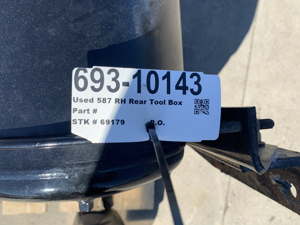 693-10143
Used 587 RH Rear Tool Box
Part #
STK # 69179 P.O.